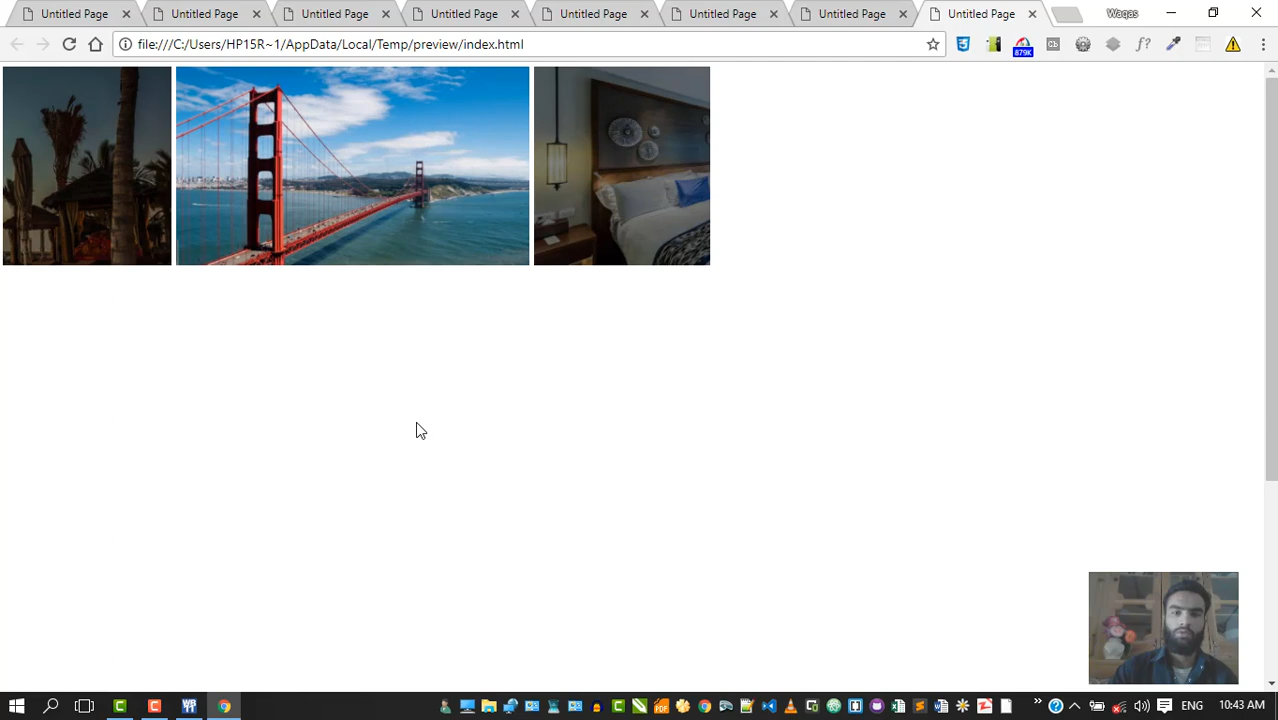 Untitled Page Untitled Page Untitled Page Untitled Page Untitled Page Untitled Page Untitled Page Untitled Page Waqas
file:///C:/Users/HP15R~1/AppData/Local/Temp/preview/index.html
879K
ENG 10:43 AM